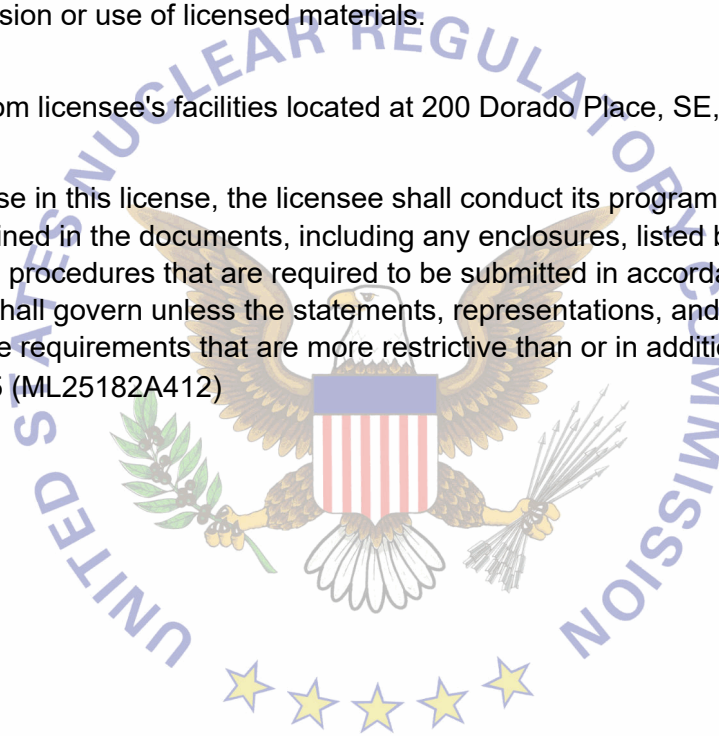 sion or use of licensed materials.
om licensee's facilities located at 200 Dorado Place, SE,
se in this license, the licensee shall conduct its program
ined in the documents, including any enclosures, listed b
procedures that are required to be submitted in accorda
hall govern unless the statements, representations, and
e requirements that are more restrictive than or in additio
(ML25182A412)
UNITED STATES NUCLEAR REGULATORY COMMISSION